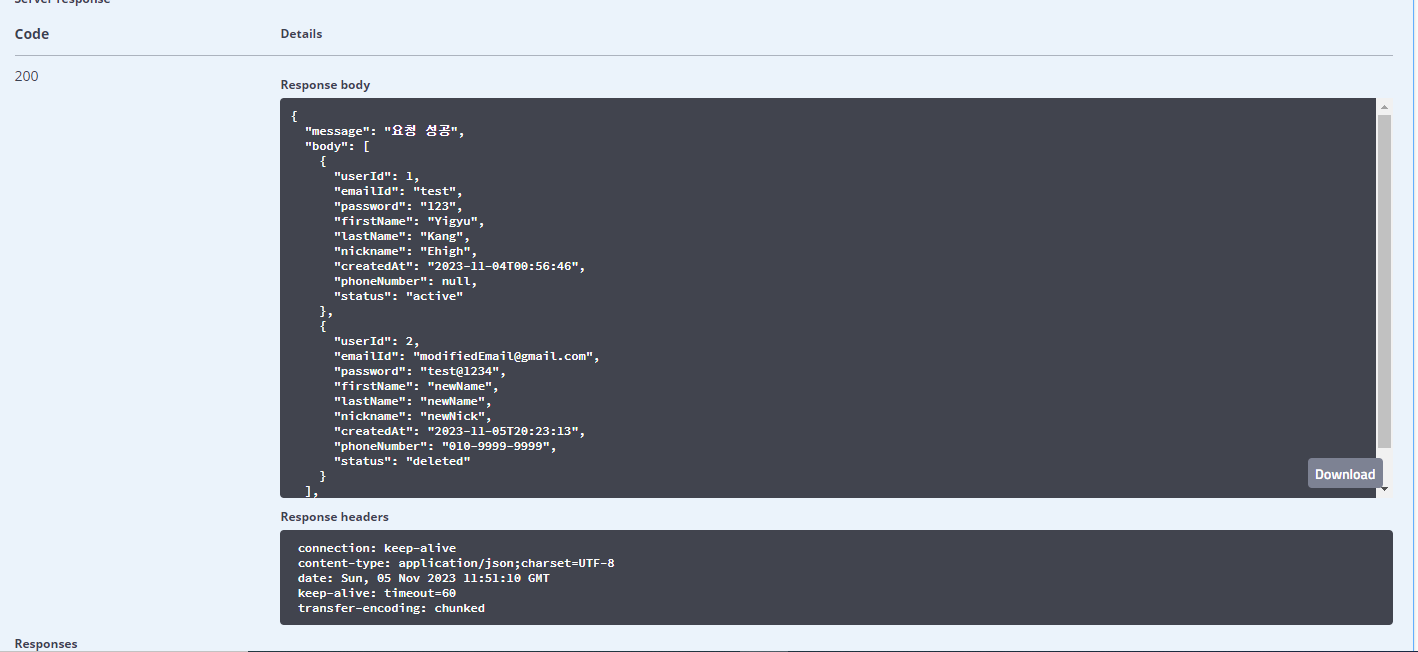 Server response
Code Details
200
Response body
{
"message": "요청 성공",
"body": [
{
"userId": 1,
"emailId": "test",
"password": "123",
"firstName": "Yigyu",
"lastName": "Kang",
"nickname": "Ehigh",
"createdAt": "2023-11-04T00:56:46",
"phoneNumber": null,
"status": "active"
},
{
"userId": 2,
"emailId": "modifiedEmail@gmail.com",
"password": "test@1234",
"firstName": "newName",
"lastName": "newName",
"nickname": "newNick",
"createdAt": "2023-11-05T20:23:13",
"phoneNumber": "010-9999-9999",
"status": "deleted"
}
],
Download
Response headers
connection: keep-alive
content-type: application/json;charset=UTF-8
date: Sun, 05 Nov 2023 11:51:10 GMT
keep-alive: timeout=60
transfer-encoding: chunked
Responses